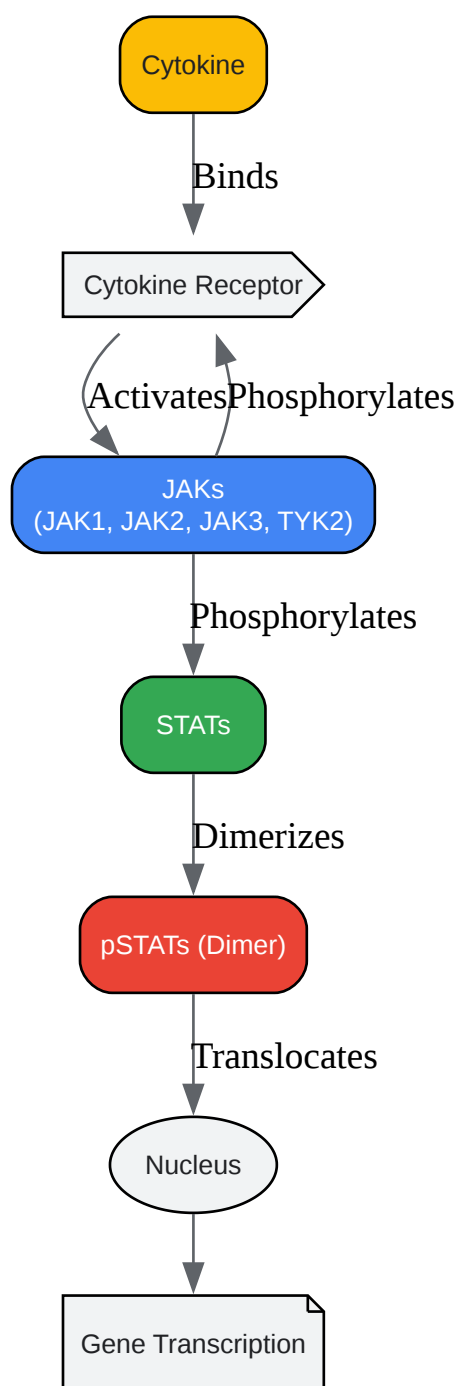 Cytokine
Binds
Cytokine Receptor
Activates
Phosphorylates
JAKs
(JAK1, JAK2, JAK3, TYK2)
Phosphorylates
STATs
Dimerizes
pSTATs (Dimer)
Translocates
Nucleus
Gene Transcription